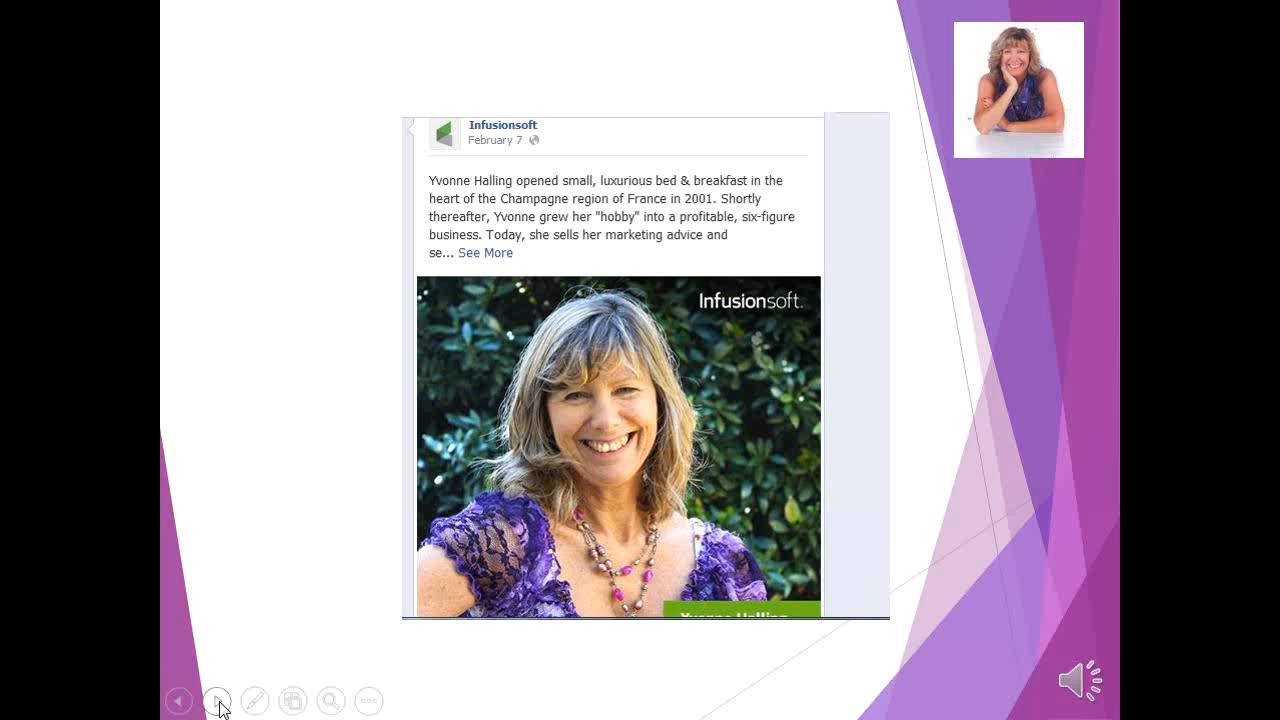 Infusionsoft
February 7
Yvonne Halling opened small, luxurious bed & breakfast in the
heart of the Champagne region of France in 2001. Shortly
thereafter, Yvonne grew her "hobby" into a profitable, six-figure
business. Today, she sells her marketing advice and
se... See More
Infusionsoft.
Yvonne Halling